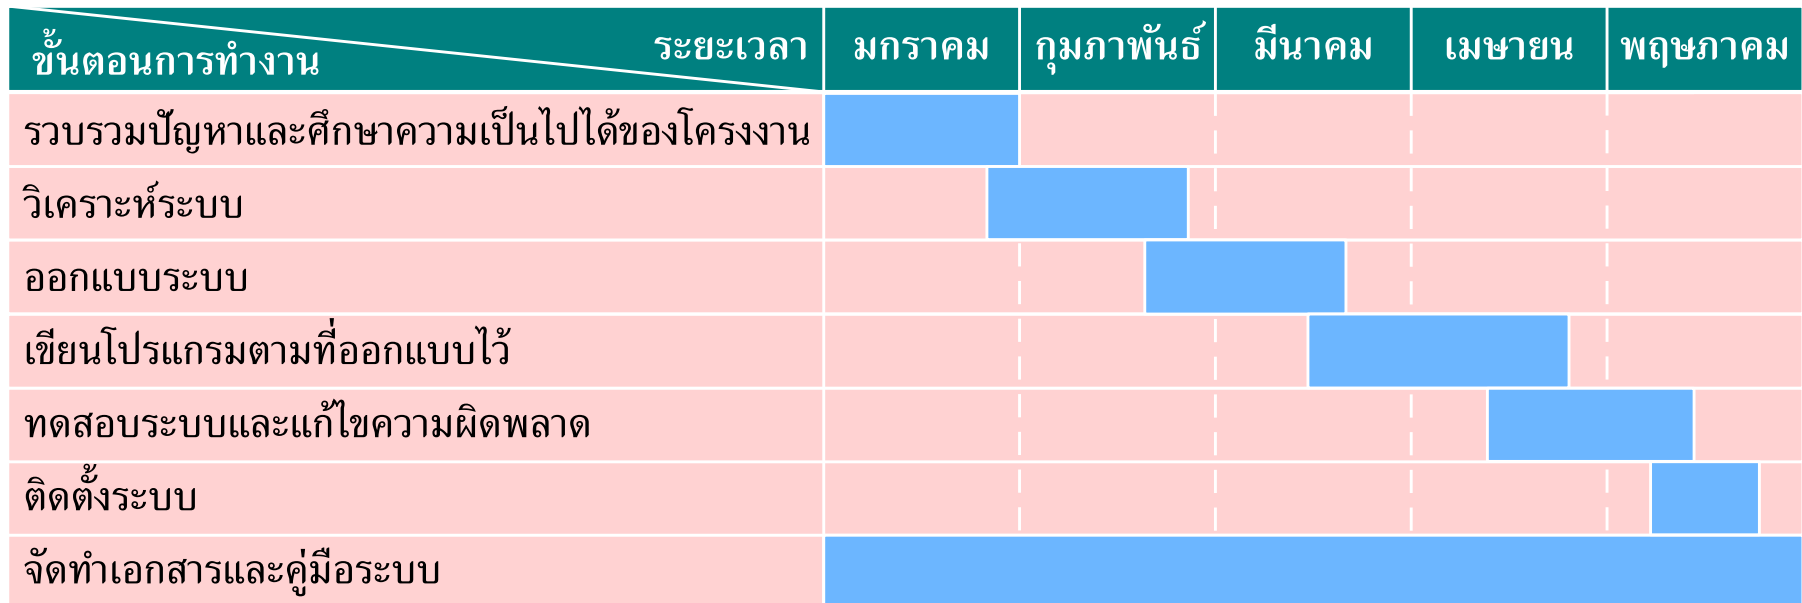 ระยะเวลา
ขั้นตอนการทำงาน
มกราคม
กุมภาพันธ์
มีนาคม
เมษายน
พฤษภาคม
รวบรวมปัญหาและศึกษาความเป็นไปได้ของโครงงาน
วิเคราะห์ระบบ
ออกแบบระบบ
เขียนโปรแกรมตามที่ออกแบบไว้
ทดสอบระบบและแก้ไขความผิดพลาด
ติดตั้งระบบ
จัดทำเอกสารและคู่มือระบบ